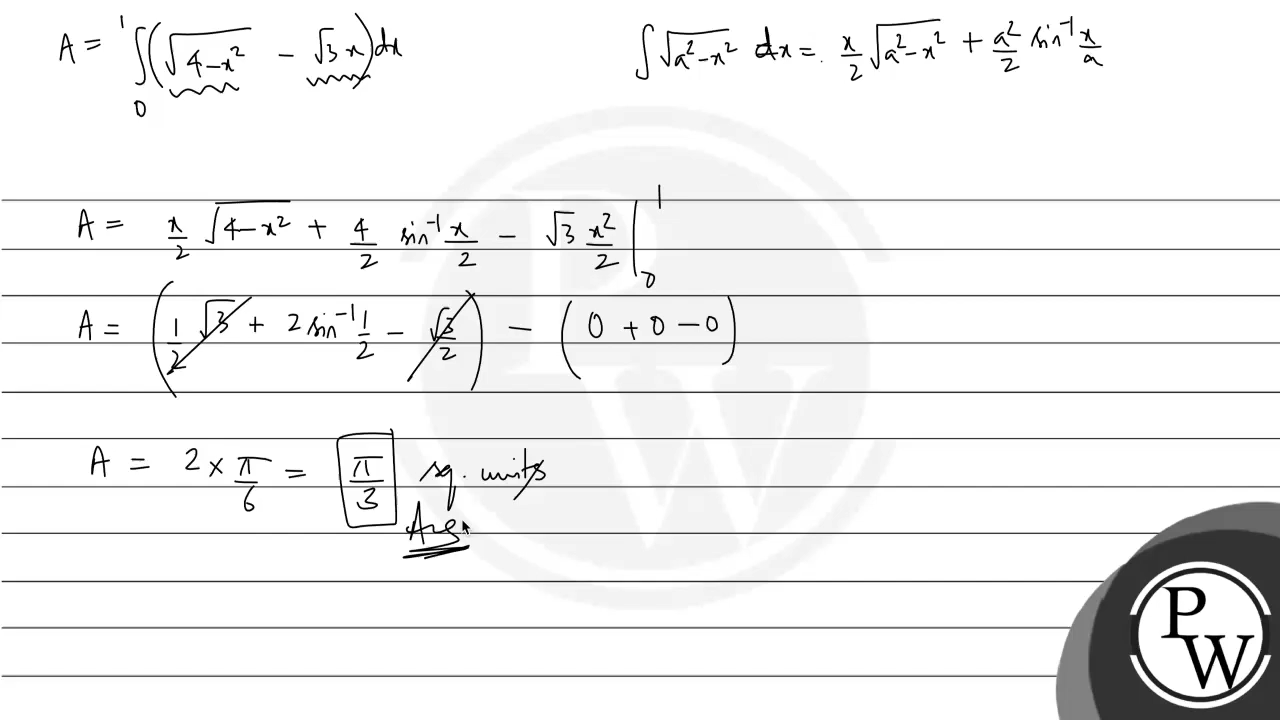 A = ∫₀¹ (√(4−x²) − √3 x) dx
∫ √(a²−x²) dx = x/2 √(a²−x²) + a²/2 sin⁻¹ x/a
A = x/2 √(4−x²) + 4/2 sin⁻¹ x/2 − √3 x²/2 |₀¹
A = (1/2 √3 + 2 sin⁻¹ 1/2 − √3/2) − (0 + 0 − 0)
A = 2 × π/6 = π/3 sq. units
Ans
PW
PW